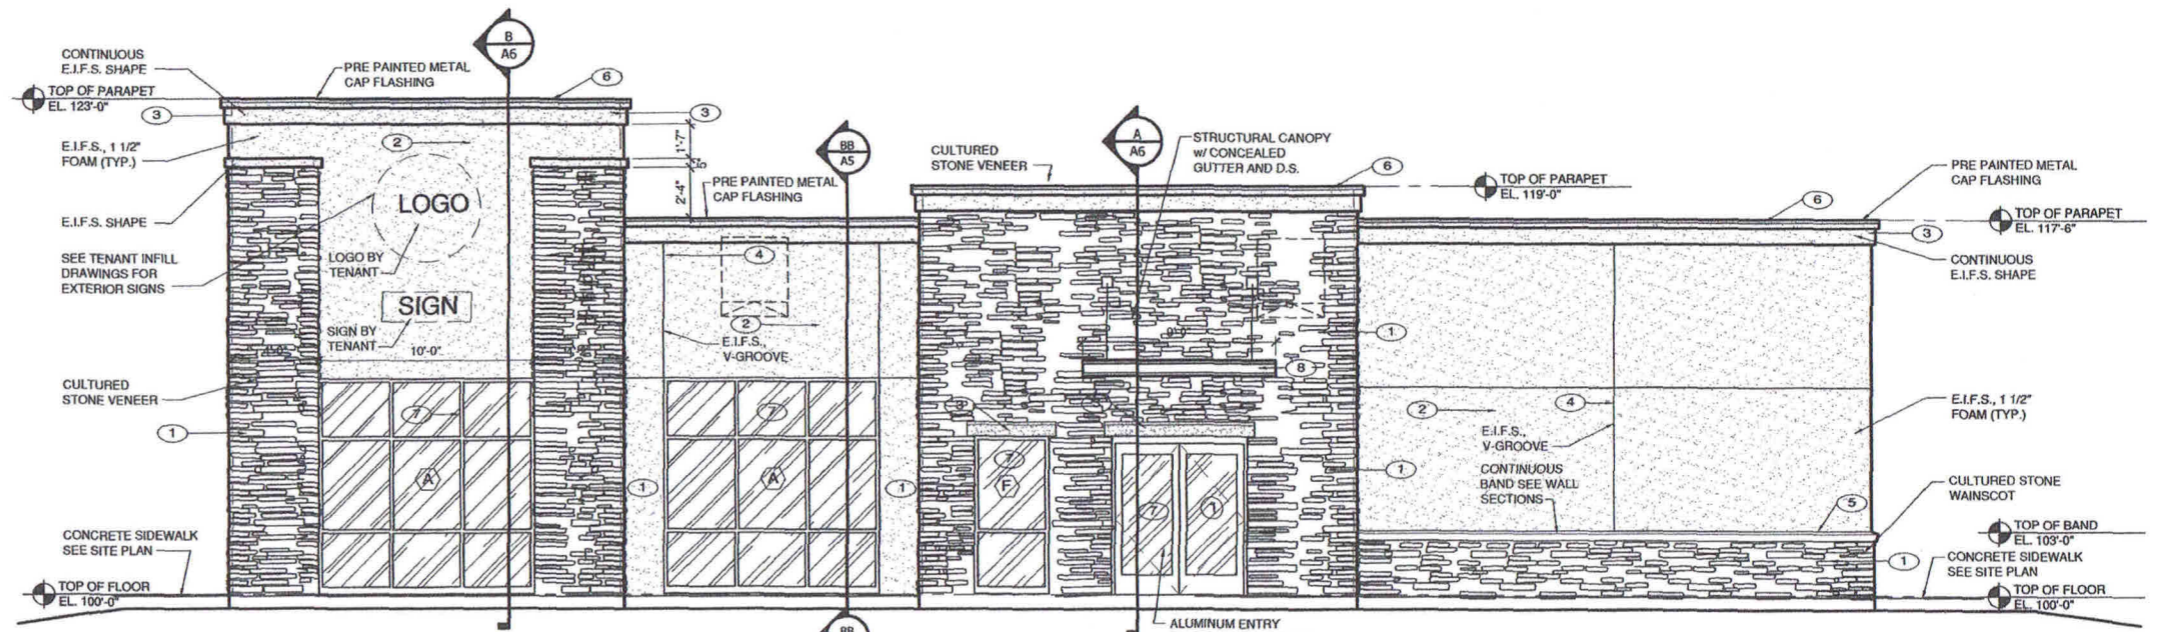 B
A6
CONTINUOUS
E.I.F.S. SHAPE
PRE PAINTED METAL
CAP FLASHING
6
TOP OF PARAPET
EL. 123'-0"
3
3
E.I.F.S., 1 1/2"
FOAM (TYP.)
2
1'-7"
5"
2'-4"
BB
A5
PRE PAINTED METAL
CAP FLASHING
CULTURED
STONE VENEER
A
A6
STRUCTURAL CANOPY
w/ CONCEALED
GUTTER AND D.S.
6
TOP OF PARAPET
EL. 119'-0"
PRE PAINTED METAL
CAP FLASHING
6
TOP OF PARAPET
EL. 117'-6"
3
CONTINUOUS
E.I.F.S. SHAPE
E.I.F.S. SHAPE
LOGO
SEE TENANT INFILL
DRAWINGS FOR
EXTERIOR SIGNS
LOGO BY
TENANT
SIGN
SIGN BY
TENANT
4
2
E.I.F.S.,
V-GROOVE
1
9'-0"
8
4'-0"
10'-0"
CULTURED
STONE VENEER
1
7
A
7
A
1
1
3
7
F
7
7
1
2
4
E.I.F.S.,
V-GROOVE
E.I.F.S., 1 1/2"
FOAM (TYP.)
CONTINUOUS
BAND SEE WALL
SECTIONS
5
CULTURED STONE
WAINSCOT
TOP OF BAND
EL. 103'-0"
1
CONCRETE SIDEWALK
SEE SITE PLAN
CONCRETE SIDEWALK
SEE SITE PLAN
TOP OF FLOOR
EL. 100'-0"
TOP OF FLOOR
EL. 100'-0"
BB
ALUMINUM ENTRY